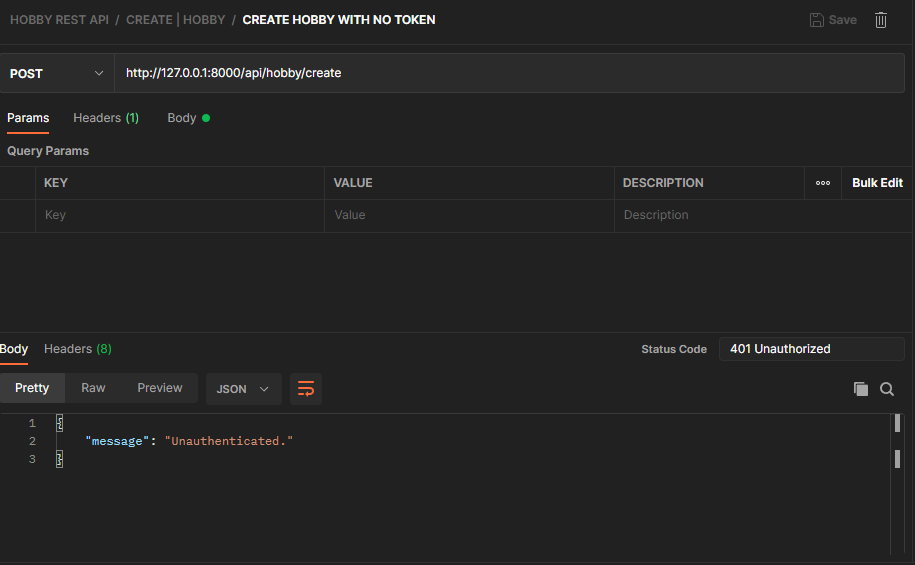 HOBBY REST API / CREATE | HOBBY / CREATE HOBBY WITH NO TOKEN Save
POST http://127.0.0.1:8000/api/hobby/create
Params Headers (1) Body
Query Params
KEY VALUE DESCRIPTION Bulk Edit
Key Value Description
Body Headers (8) Status Code 401 Unauthorized
Pretty Raw Preview JSON
1 {
2 "message": "Unauthenticated."
3 }